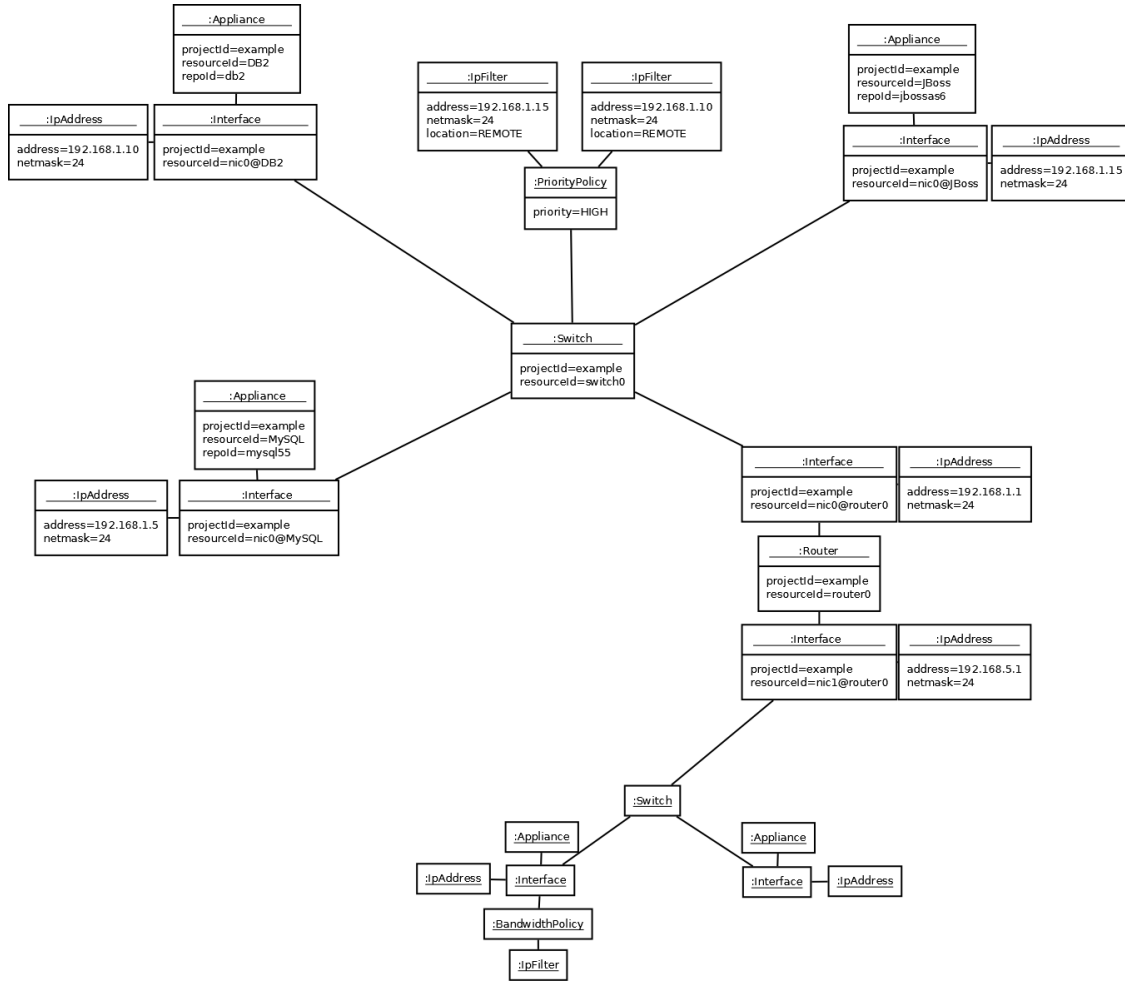 :Appliance
projectId=example
resourceId=DB2
repoId=db2
:IpAddress
address=192.168.1.10
netmask=24
:Interface
projectId=example
resourceId=nic0@DB2
:IpFilter
address=192.168.1.15
netmask=24
location=REMOTE
:IpFilter
address=192.168.1.10
netmask=24
location=REMOTE
:PriorityPolicy
priority=HIGH
:Appliance
projectId=example
resourceId=JBoss
repoId=jbossas6
:Interface
projectId=example
resourceId=nic0@JBoss
:IpAddress
address=192.168.1.15
netmask=24
:Switch
projectId=example
resourceId=switch0
:Appliance
projectId=example
resourceId=MySQL
repoId=mysql55
:IpAddress
address=192.168.1.5
netmask=24
:Interface
projectId=example
resourceId=nic0@MySQL
:Interface
projectId=example
resourceId=nic0@router0
:IpAddress
address=192.168.1.1
netmask=24
:Router
projectId=example
resourceId=router0
:Interface
projectId=example
resourceId=nic1@router0
:IpAddress
address=192.168.5.1
netmask=24
:Switch
:Appliance
:IpAddress
:Interface
:BandwidthPolicy
:IpFilter
:Appliance
:Interface
:IpAddress